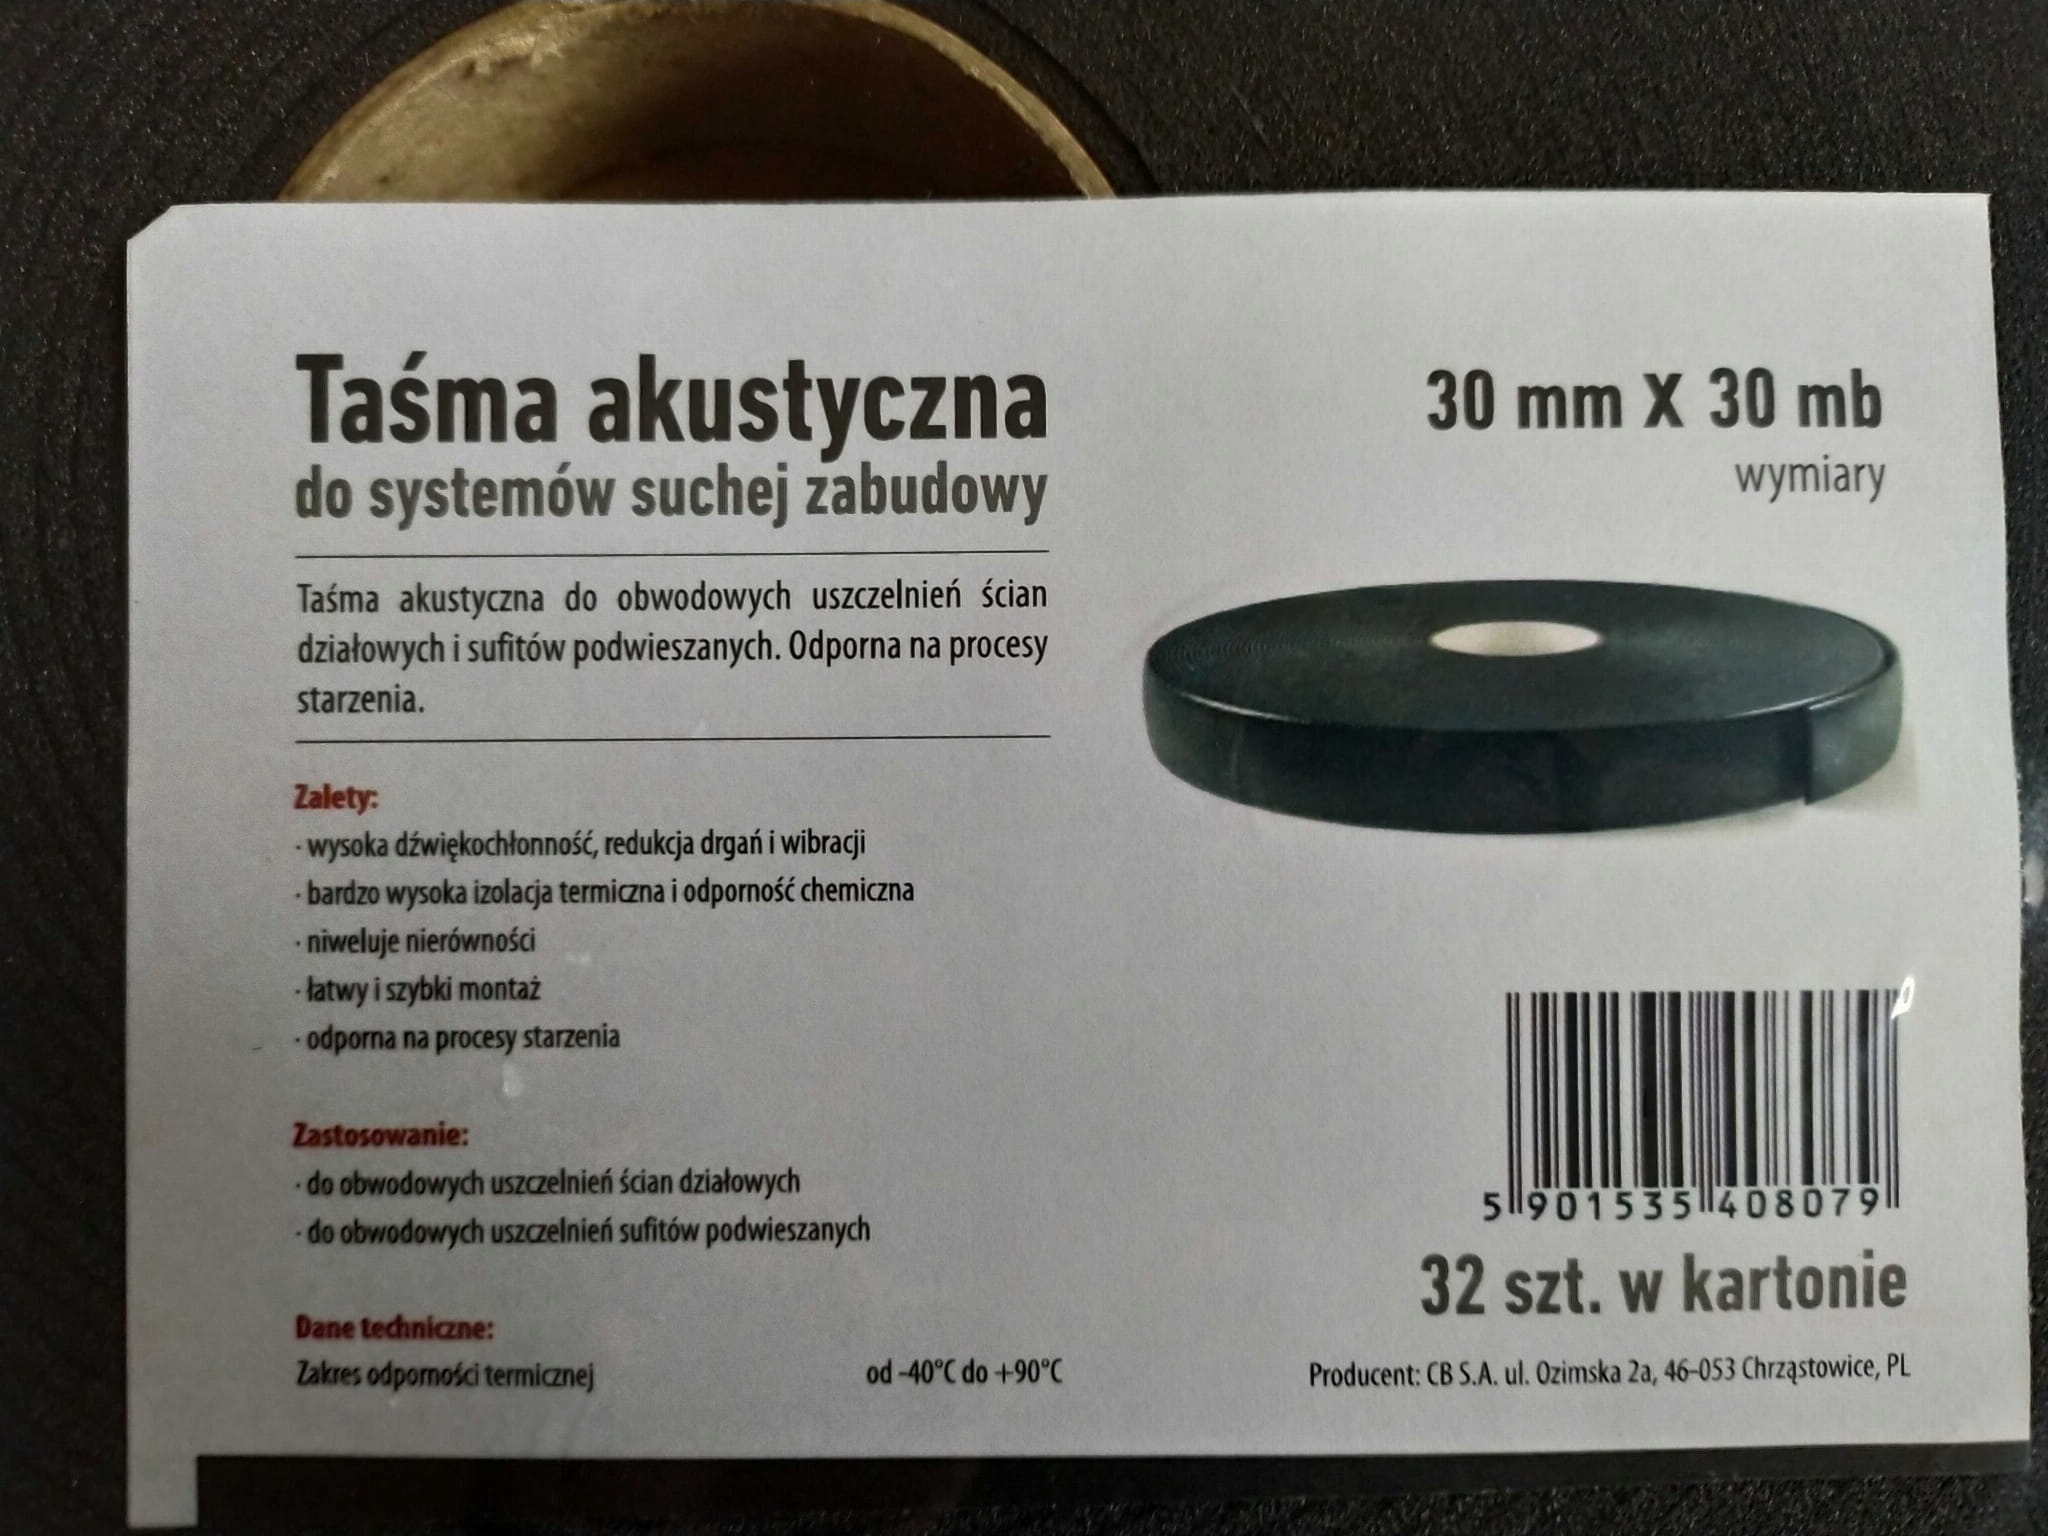 Taśma akustyczna
do systemów suchej zabudowy
30 mm X 30 mb
wymiary
Taśma akustyczna do obwodowych uszczelnień ścian
działowych i sufitów podwieszanych. Odporna na procesy
starzenia.
Zalety:
· wysoka dźwiękochłonność, redukcja drgań i wibracji
· bardzo wysoka izolacja termiczna i odporność chemiczna
· niweluje nierówności
· łatwy i szybki montaż
· odporna na procesy starzenia
Zastosowanie:
· do obwodowych uszczelnień ścian działowych
· do obwodowych uszczelnień sufitów podwieszanych
Dane techniczne:
Zakres odporności termicznej od -40°C do +90°C
5 901535 408079
32 szt. w kartonie
Producent: CB S.A. ul. Ozimska 2a, 46-053 Chrząstowice, PL